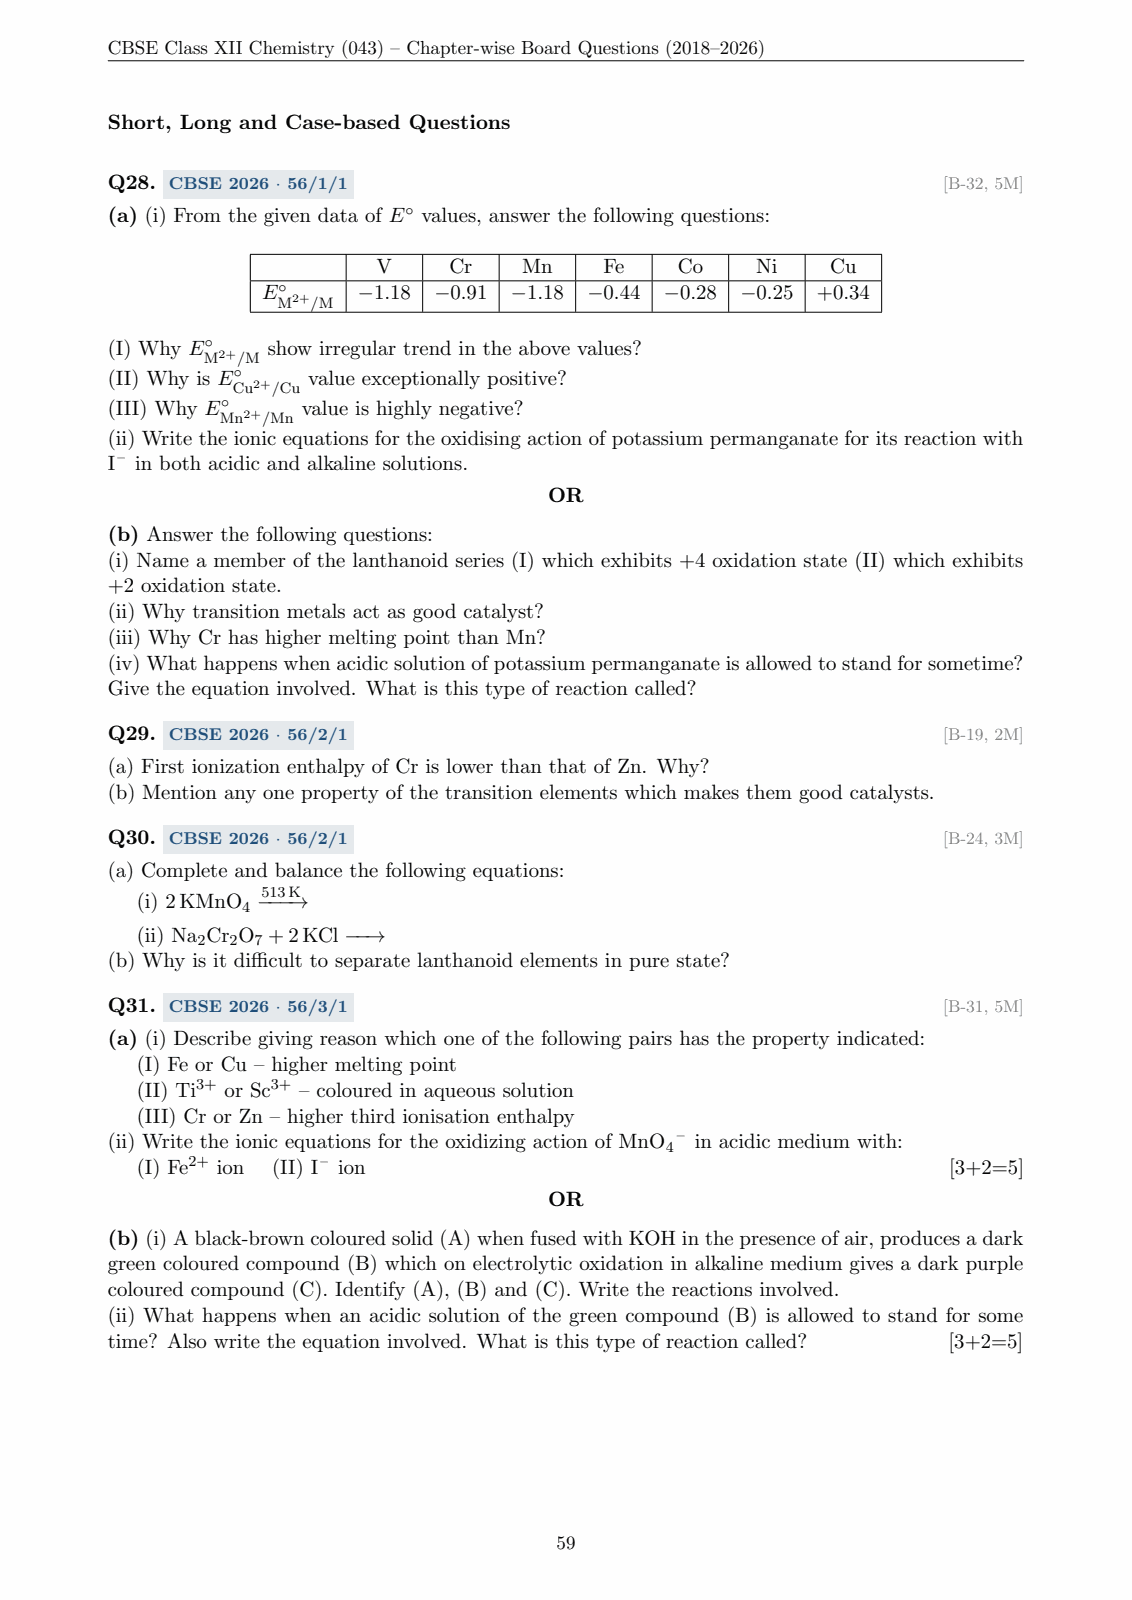 CBSE Class XII Chemistry (043) – Chapter-wise Board Questions (2018–2026)
Short, Long and Case-based Questions
Q28. CBSE 2026 · 56/1/1 [B-32, 5M]
(a) (i) From the given data of E° values, answer the following questions:
V Cr Mn Fe Co Ni Cu
E°M²⁺/M −1.18 −0.91 −1.18 −0.44 −0.28 −0.25 +0.34
(I) Why E°M²⁺/M show irregular trend in the above values?
(II) Why is E°Cu²⁺/Cu value exceptionally positive?
(III) Why E°Mn²⁺/Mn value is highly negative?
(ii) Write the ionic equations for the oxidising action of potassium permanganate for its reaction with
I⁻ in both acidic and alkaline solutions.
OR
(b) Answer the following questions:
(i) Name a member of the lanthanoid series (I) which exhibits +4 oxidation state (II) which exhibits
+2 oxidation state.
(ii) Why transition metals act as good catalyst?
(iii) Why Cr has higher melting point than Mn?
(iv) What happens when acidic solution of potassium permanganate is allowed to stand for sometime?
Give the equation involved. What is this type of reaction called?
Q29. CBSE 2026 · 56/2/1 [B-19, 2M]
(a) First ionization enthalpy of Cr is lower than that of Zn. Why?
(b) Mention any one property of the transition elements which makes them good catalysts.
Q30. CBSE 2026 · 56/2/1 [B-24, 3M]
(a) Complete and balance the following equations:
(i) 2 KMnO₄ —513 K→
(ii) Na₂Cr₂O₇ + 2 KCl ⟶
(b) Why is it difficult to separate lanthanoid elements in pure state?
Q31. CBSE 2026 · 56/3/1 [B-31, 5M]
(a) (i) Describe giving reason which one of the following pairs has the property indicated:
(I) Fe or Cu – higher melting point
(II) Ti³⁺ or Sc³⁺ – coloured in aqueous solution
(III) Cr or Zn – higher third ionisation enthalpy
(ii) Write the ionic equations for the oxidizing action of MnO₄⁻ in acidic medium with:
(I) Fe²⁺ ion (II) I⁻ ion [3+2=5]
OR
(b) (i) A black-brown coloured solid (A) when fused with KOH in the presence of air, produces a dark
green coloured compound (B) which on electrolytic oxidation in alkaline medium gives a dark purple
coloured compound (C). Identify (A), (B) and (C). Write the reactions involved.
(ii) What happens when an acidic solution of the green compound (B) is allowed to stand for some
time? Also write the equation involved. What is this type of reaction called? [3+2=5]
59